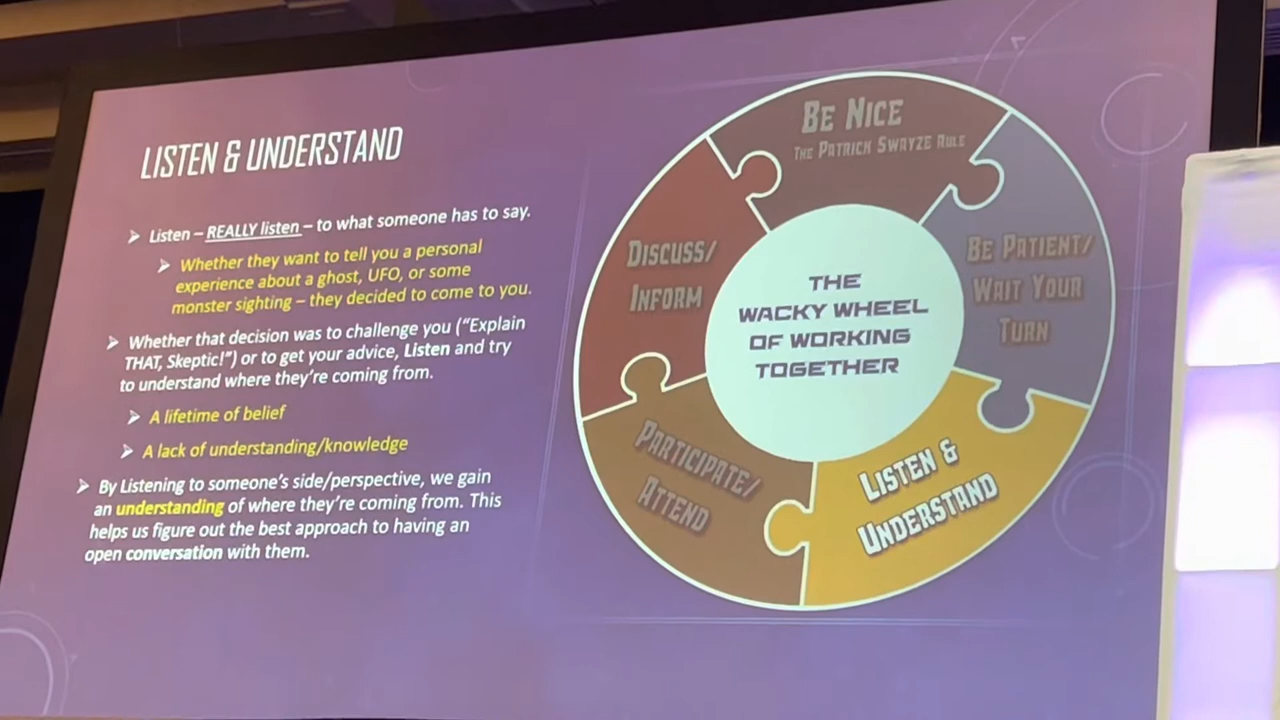 LISTEN & UNDERSTAND
Listen – REALLY listen – to what someone has to say.
Whether they want to tell you a personal
experience about a ghost, UFO, or some
monster sighting – they decided to come to you.
Whether that decision was to challenge you (“Explain
THAT, Skeptic!”) or to get your advice, Listen and try
to understand where they’re coming from.
A lifetime of belief
A lack of understanding/knowledge
By Listening to someone’s side/perspective, we gain
an understanding of where they’re coming from. This
helps us figure out the best approach to having an
open conversation with them.
BE NICE
THE PATRICK SWAYZE RULE
BE PATIENT/
WAIT YOUR
TURN
LISTEN &
UNDERSTAND
PARTICIPATE/
ATTEND
DISCUSS/
INFORM
THE
WACKY WHEEL
OF WORKING
TOGETHER